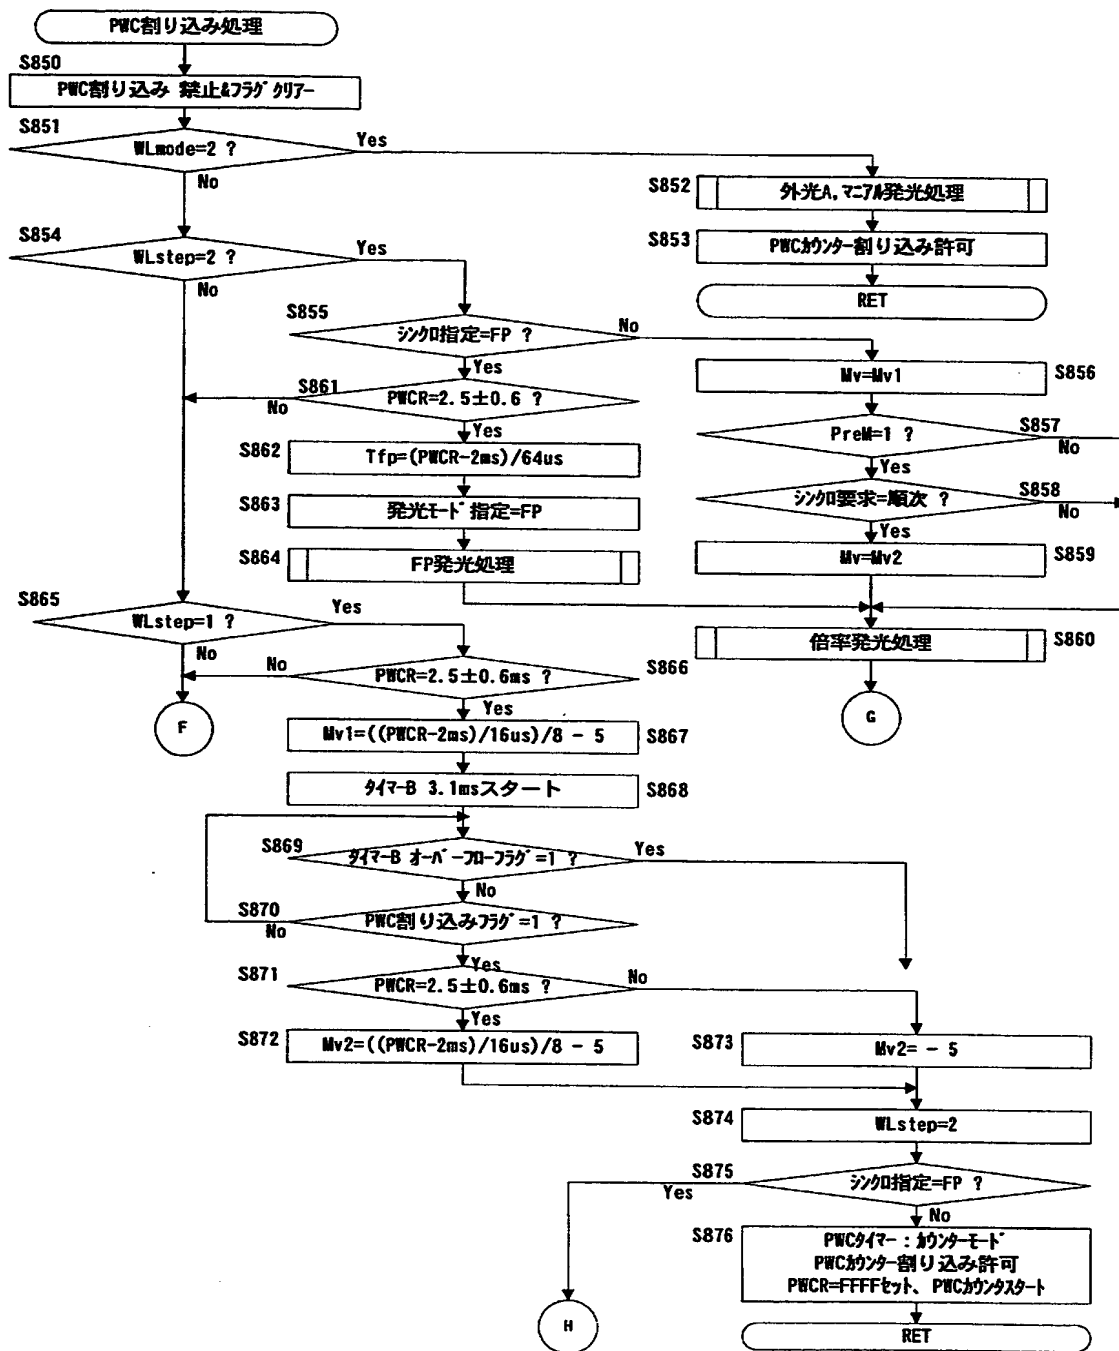 PWC割り込み処理
S850
PWC割り込み 禁止&フラグ クリアー
S851
WLmode=2 ?
Yes
No
S852
外光A,マニアル発光処理
S853
PWCカウンター割り込み許可
RET
S854
WLstep=2 ?
Yes
No
S855
シンクロ指定=FP ?
No
Yes
Mv=Mv1
S856
S861
PWCR=2.5±0.6 ?
No
Yes
PreM=1 ?
S857
No
Yes
S862
Tfp=(PWCR-2ms)/64us
シンクロ要求=順次 ?
S858
No
Yes
S863
発光モード指定=FP
Mv=Mv2
S859
S864
FP発光処理
S865
WLstep=1 ?
Yes
No
倍率発光処理
S860
G
PWCR=2.5±0.6ms ?
S866
No
Yes
F
Mv1=((PWCR-2ms)/16us)/8 - 5
S867
タイマーB 3.1msスタート
S868
S869
タイマーB オーバーフローフラグ=1 ?
Yes
No
S870
PWC割り込みフラグ=1 ?
No
Yes
S871
PWCR=2.5±0.6ms ?
No
Yes
S872
Mv2=((PWCR-2ms)/16us)/8 - 5
S873
Mv2= - 5
S874
WLstep=2
S875
シンクロ指定=FP ?
Yes
No
S876
PWCタイマー : カウンターモード
PWCカウンター割り込み許可
PWCR=FFFFセット、 PWCカウンタスタート
H
RET